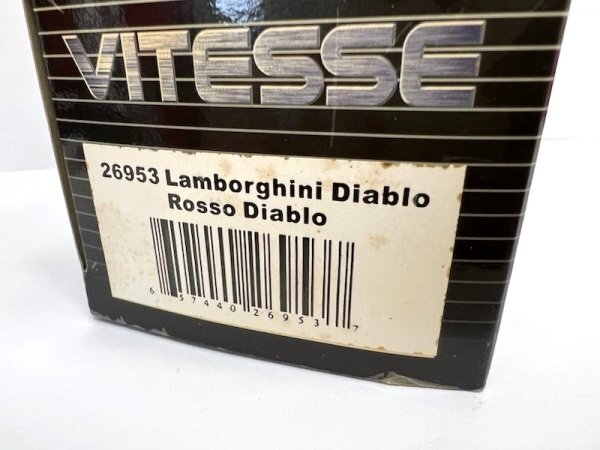 VITESSE
26953 Lamborghini Diablo
Rosso Diablo
6 57440 26953 7